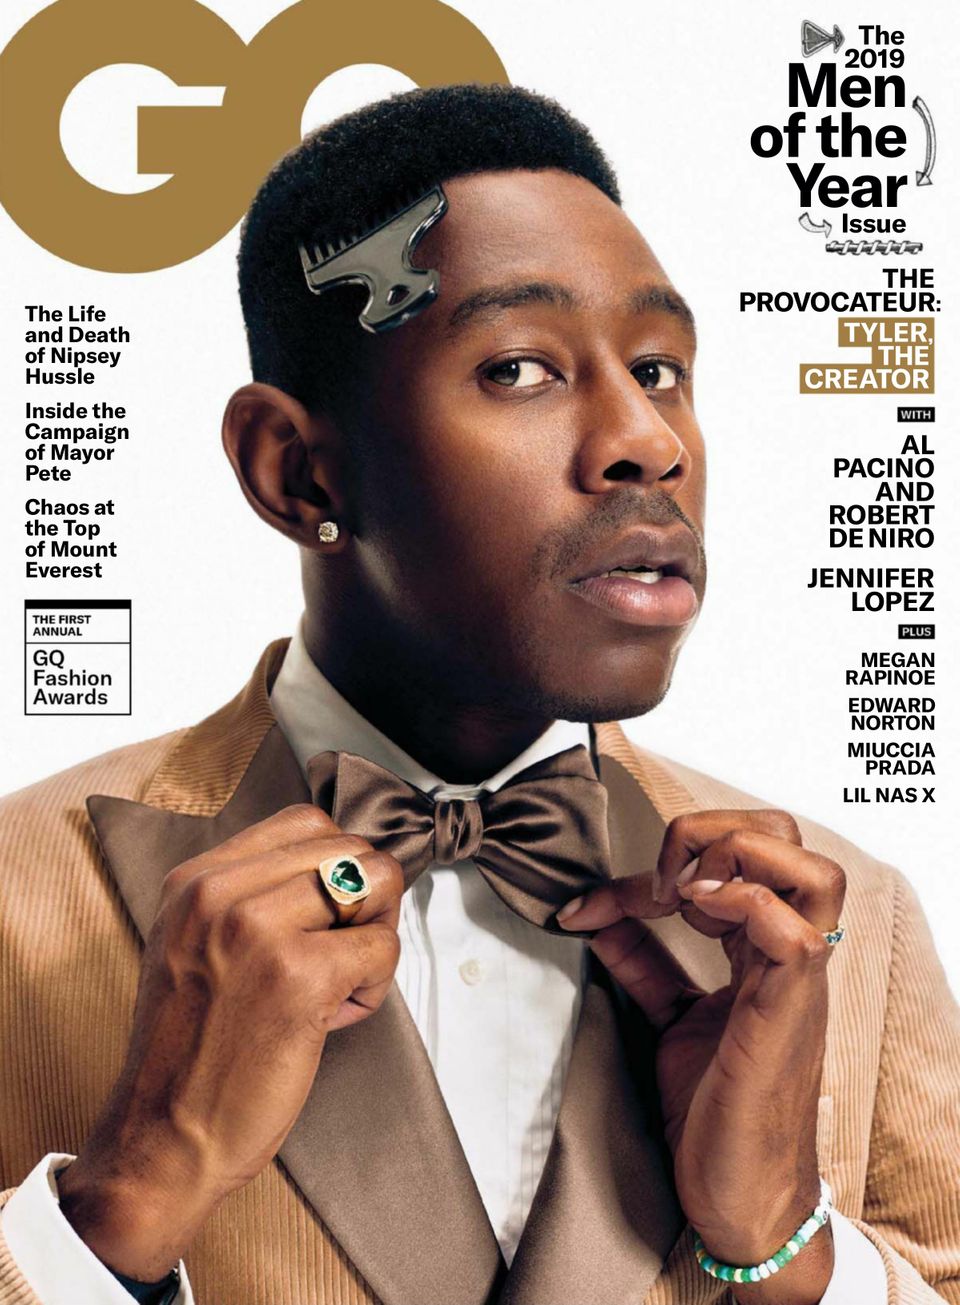 GQ
The
2019
Men
of the
Year
Issue
THE
PROVOCATEUR:
TYLER,
THE
CREATOR
WITH
AL
PACINO
AND
ROBERT
DE NIRO
JENNIFER
LOPEZ
PLUS
MEGAN
RAPINOE
EDWARD
NORTON
MIUCCIA
PRADA
LIL NAS X
The Life
and Death
of Nipsey
Hussle
Inside the
Campaign
of Mayor
Pete
Chaos at
the Top
of Mount
Everest
THE FIRST
ANNUAL
GQ
Fashion
Awards